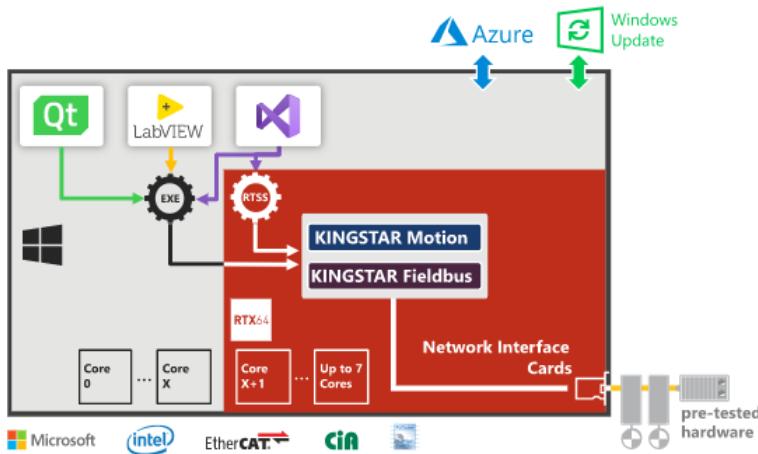 Azure
Windows
Update
Qt
LabVIEW
EXE
RTSS
KINGSTAR Motion
KINGSTAR Fieldbus
RTX64
Network Interface
Cards
Core
0
...
Core
X
Core
X+1
...
Up to 7
Cores
pre-tested
hardware
Microsoft
intel
EtherCAT
CiA